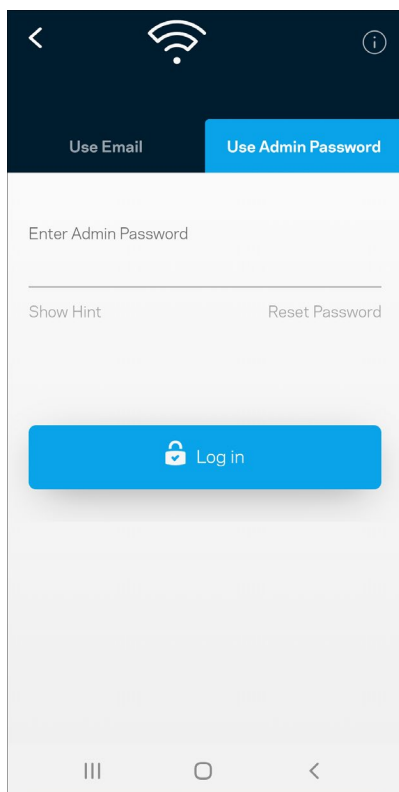 Use Email
Use Admin Password
Enter Admin Password
Show Hint
Reset Password
Log in